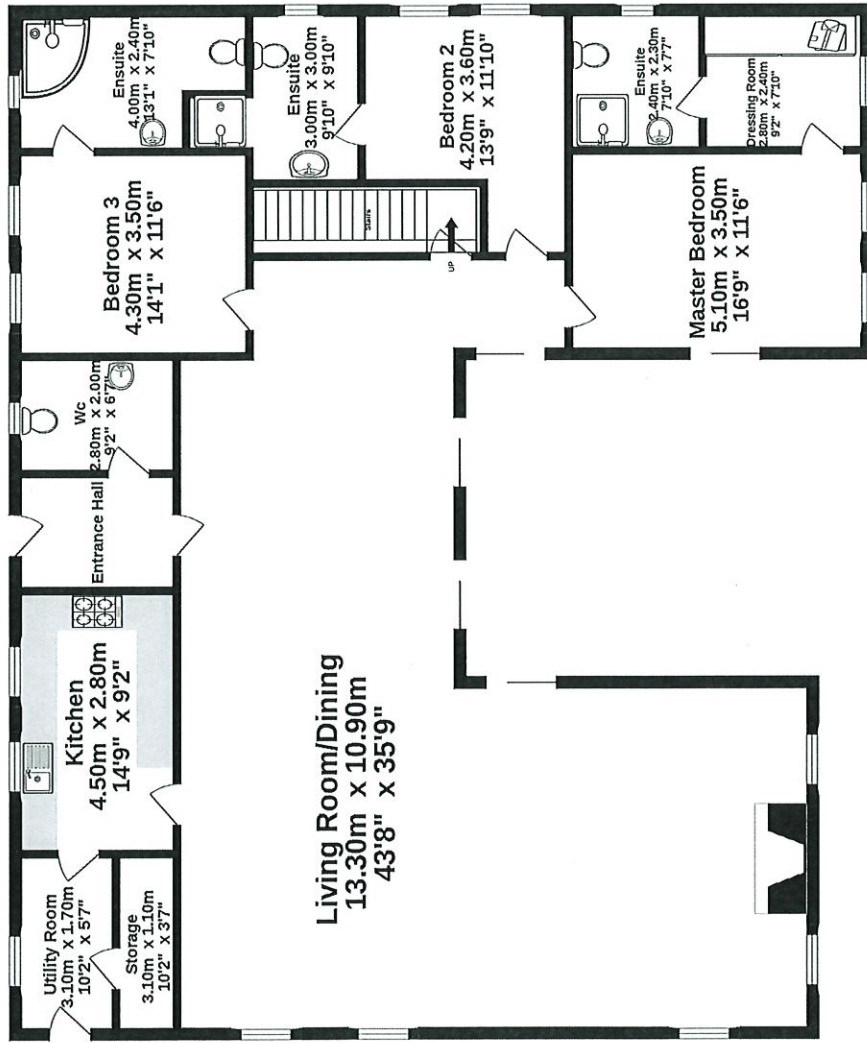 Ensuite
4.00m x 2.40m
13'1" x 7'10"
Ensuite
3.00m x 3.00m
9'10" x 9'10"
Bedroom 2
4.20m x 3.60m
13'9" x 11'10"
Ensuite
2.40m x 2.30m
7'10" x 7'7"
Dressing Room
2.80m x 2.40m
9'2" x 7'10"
Bedroom 3
4.30m x 3.50m
14'1" x 11'6"
Stairs
UP
Master Bedroom
5.10m x 3.50m
16'9" x 11'6"
Wc
2.80m x 2.00m
9'2" x 6'7"
Entrance Hall
Kitchen
4.50m x 2.80m
14'9" x 9'2"
Living Room/Dining
13.30m x 10.90m
43'8" x 35'9"
Utility Room
3.10m x 1.70m
10'2" x 5'7"
Storage
3.10m x 1.10m
10'2" x 3'7"